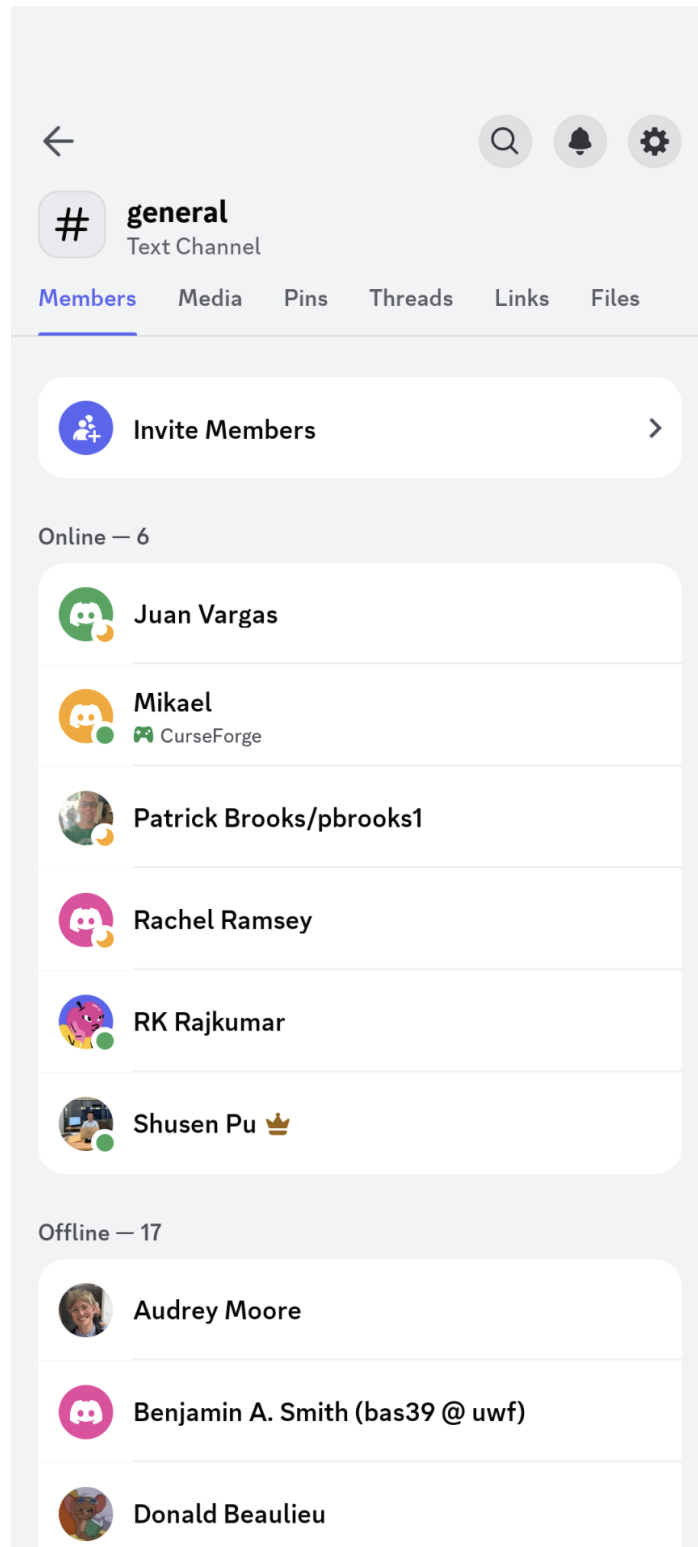 general
Text Channel
Members Media Pins Threads Links Files
Invite Members
Online — 6
Juan Vargas
Mikael
CurseForge
Patrick Brooks/pbrooks1
Rachel Ramsey
RK Rajkumar
Shusen Pu
Offline — 17
Audrey Moore
Benjamin A. Smith (bas39 @ uwf)
Donald Beaulieu